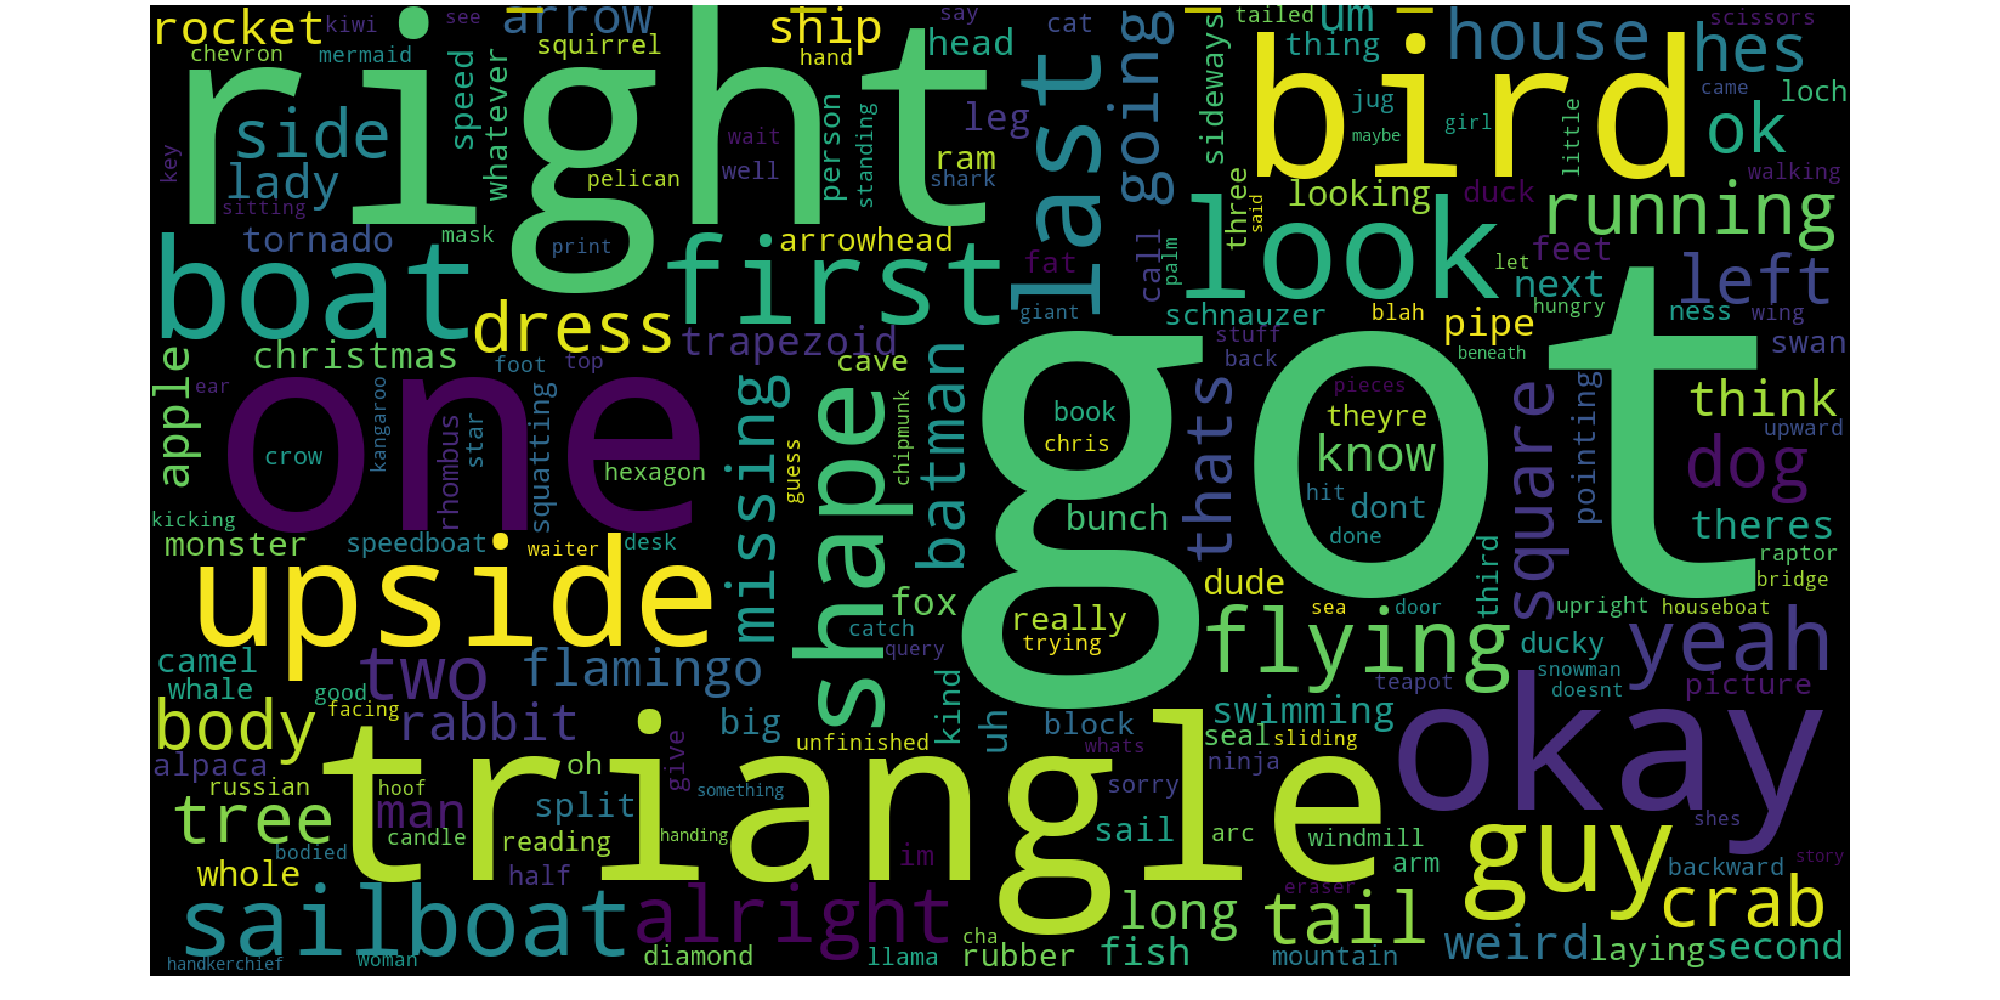 rocket
kiwi
see
arrow
ship
say
cat
tailed
um
scissors
chevron
mermaid
squirrel
hand
head
thing
house
hes
right
speed
whatever
last
going
sideways
bird
came
loch
side
key
lady
sitting
wait
well
pelican
person
standing
leg
ram
shark
jug
maybe
girl
little
ok
walking
looking
duck
running
three
said
tornado
mask
print
arrowhead
boat
first
fat
giant
call
palm
look
let
feet
hungry
next
left
ness
wing
dress
trapezoid
schnauzer
blah
pipe
beneath
swan
christmas
foot
top
cave
stuff
back
apple
ear
one
kangaroo
crow
rhombus
star
squatting
hexagon
missing
guess
shape
chipmunk
batman
book
chris
got
thats
pieces
theyre
know
square
pointing
think
upward
dog
kicking
monster
speedboat
waiter
desk
bunch
hit
dont
done
theres
raptor
bridge
upside
fox
really
trying
dude
sea
door
third
upright
houseboat
catch
query
flying
ducky
snowman
doesnt
yeah
camel
whale
good
two
flamingo
teapot
picture
facing
body
rabbit
big
unfinished
kind
uh
block
whats
swimming
seal
sliding
okay
alpaca
russian
hoof
oh
give
something
triangle
sorry
ninja
tree
man
split
candle
reading
handing
bodied
im
sail
arc
windmill
arm
guy
shes
backward
story
whole
half
eraser
sailboat
alright
long
tail
crab
weird
laying
second
handkerchief
woman
diamond
llama
cha
rubber
fish
mountain